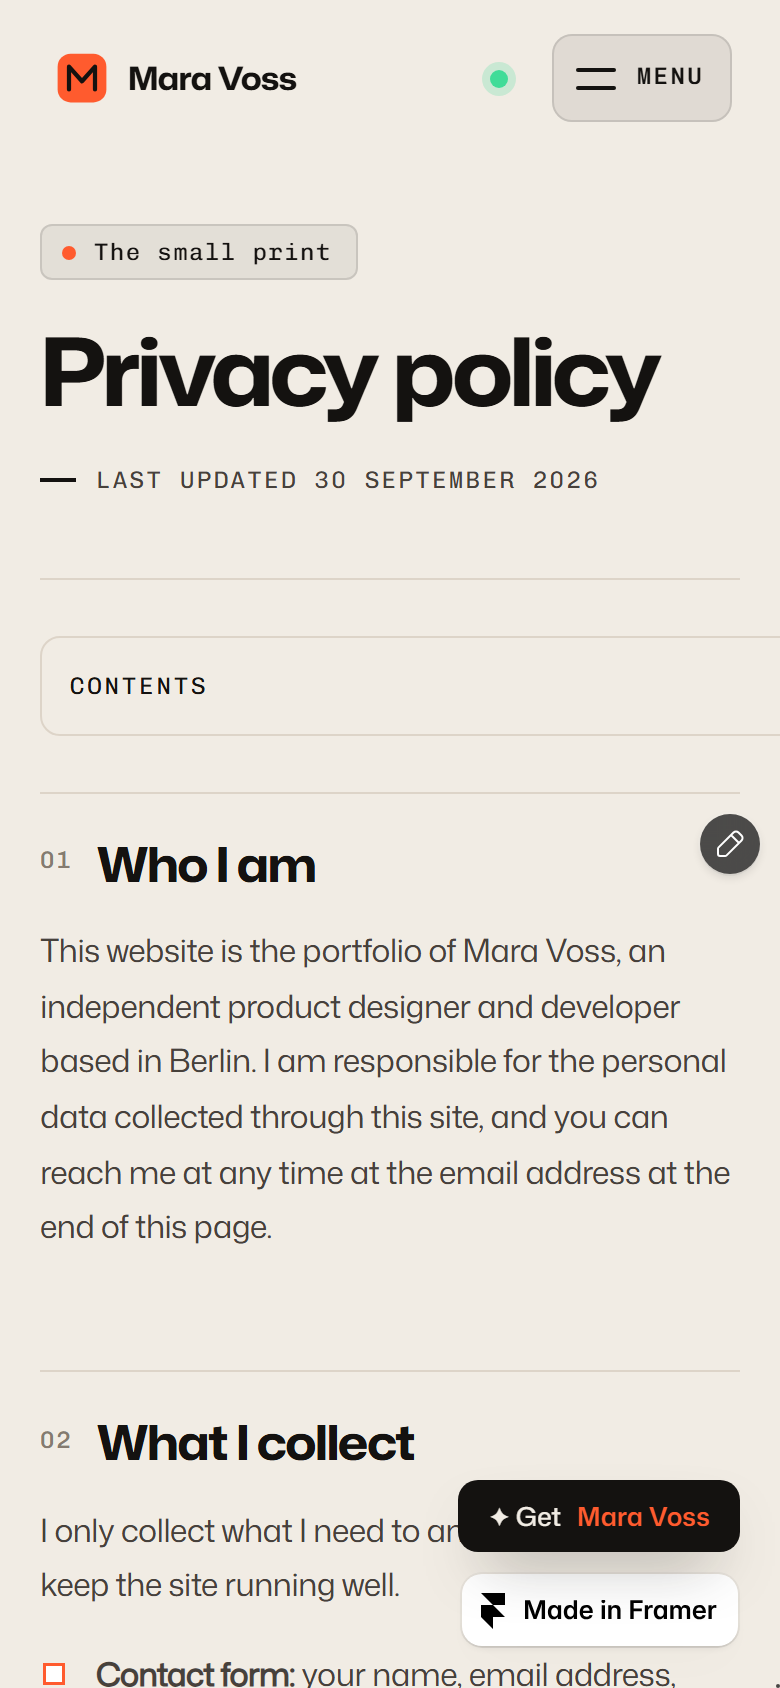 Mara Voss
MENU
The small print
Privacy policy
LAST UPDATED 30 SEPTEMBER 2026
CONTENTS
01 Who I am
This website is the portfolio of Mara Voss, an
independent product designer and developer
based in Berlin. I am responsible for the personal
data collected through this site, and you can
reach me at any time at the email address at the
end of this page.
02 What I collect
I only collect what I need to
keep the site running well.
Get Mara Voss
Made in Framer
Contact form: your name, email address,